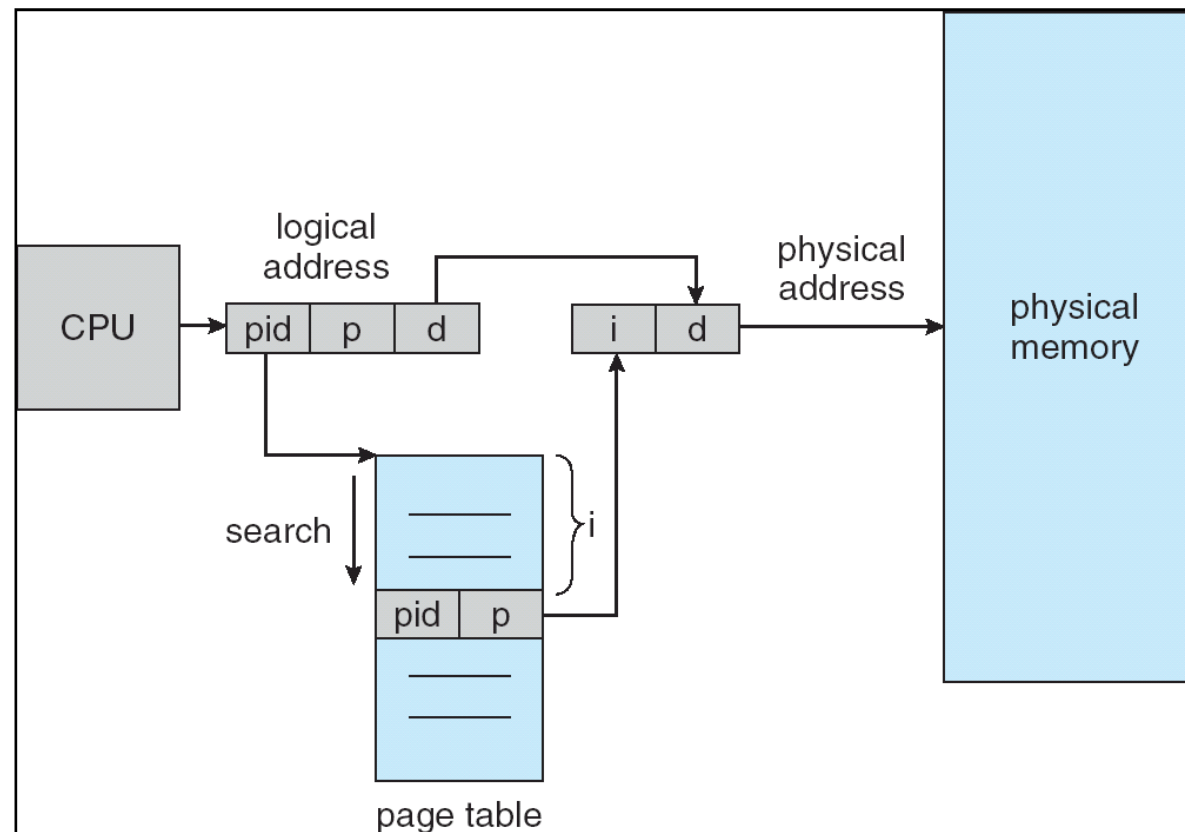 logical
address
physical
address
CPU
pid p d
i d
physical
memory
search
i
pid p
page table